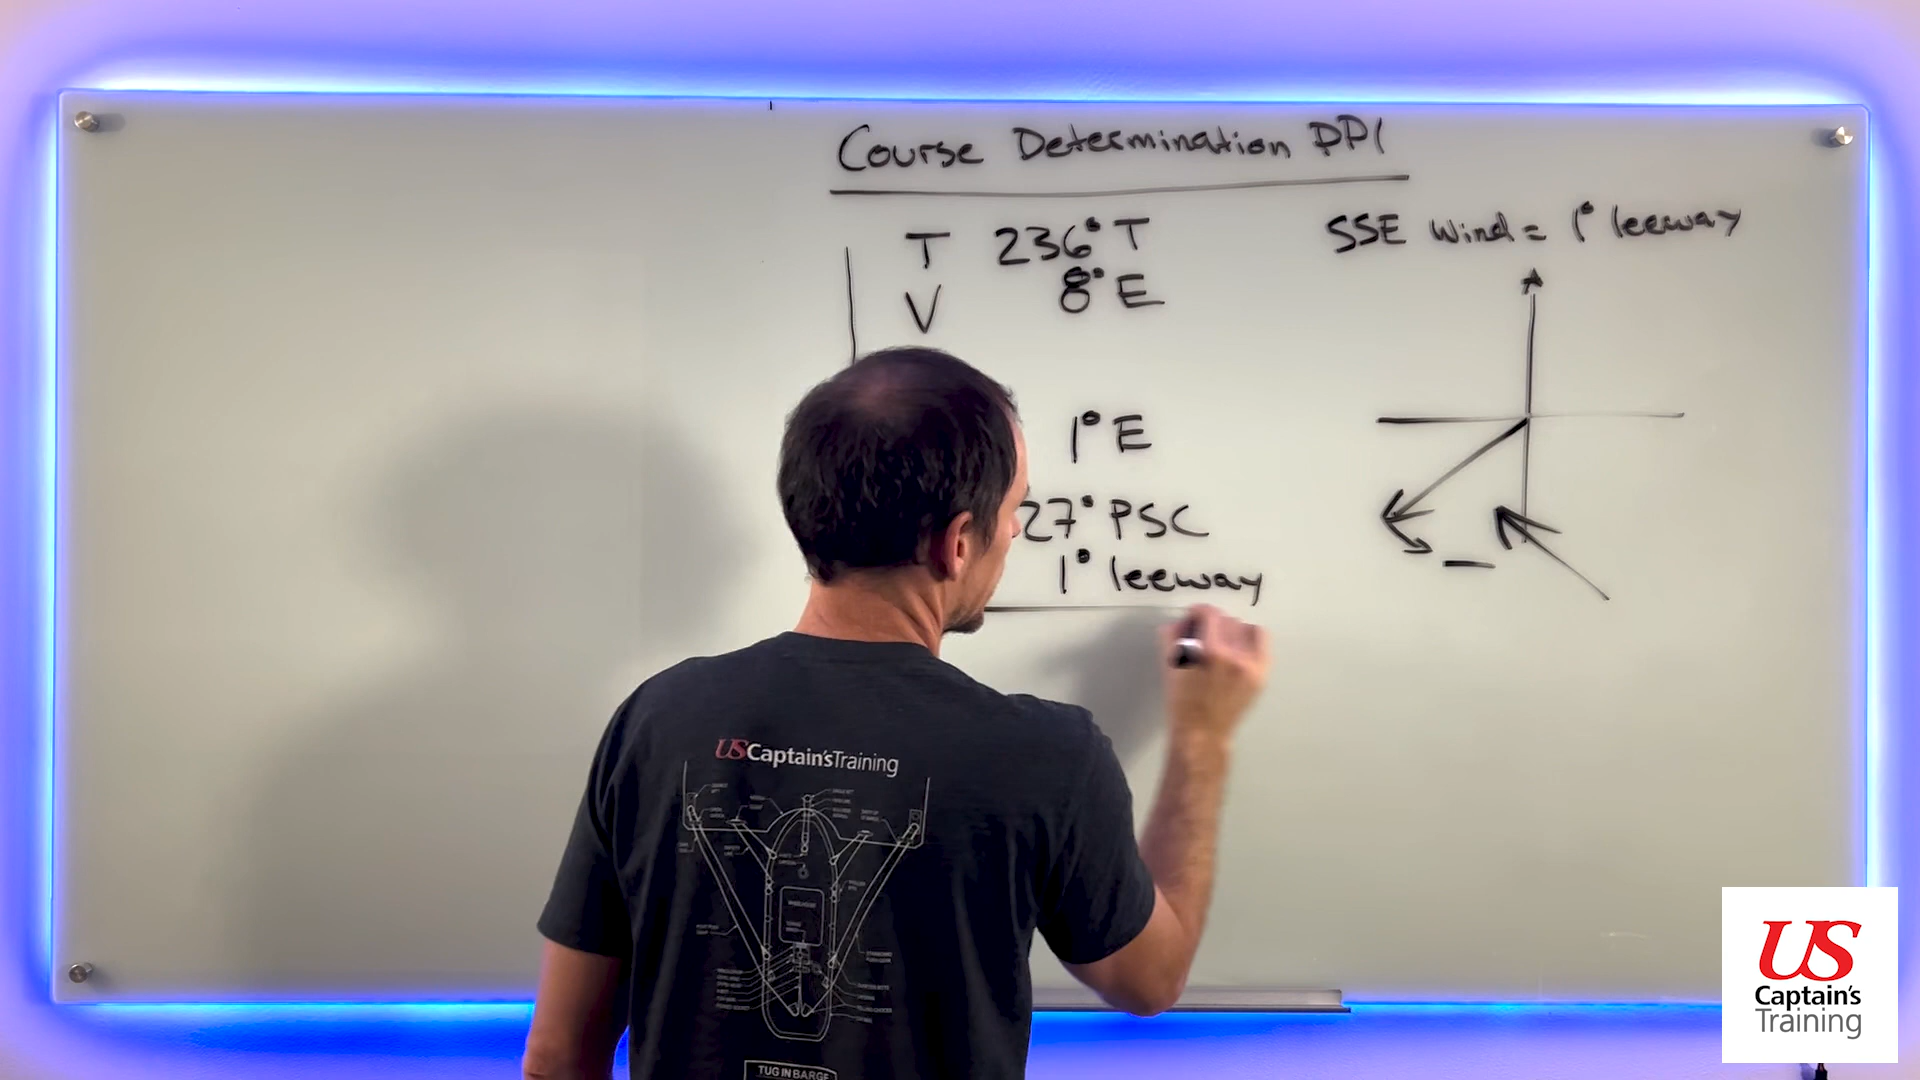 Course Determination PP1
T 236° T
V 8° E
1° E
27° PSC
1° leeway
SSE Wind = 1° leeway
USCaptain'sTraining
TUG IN BARGE
US
Captain's
Training